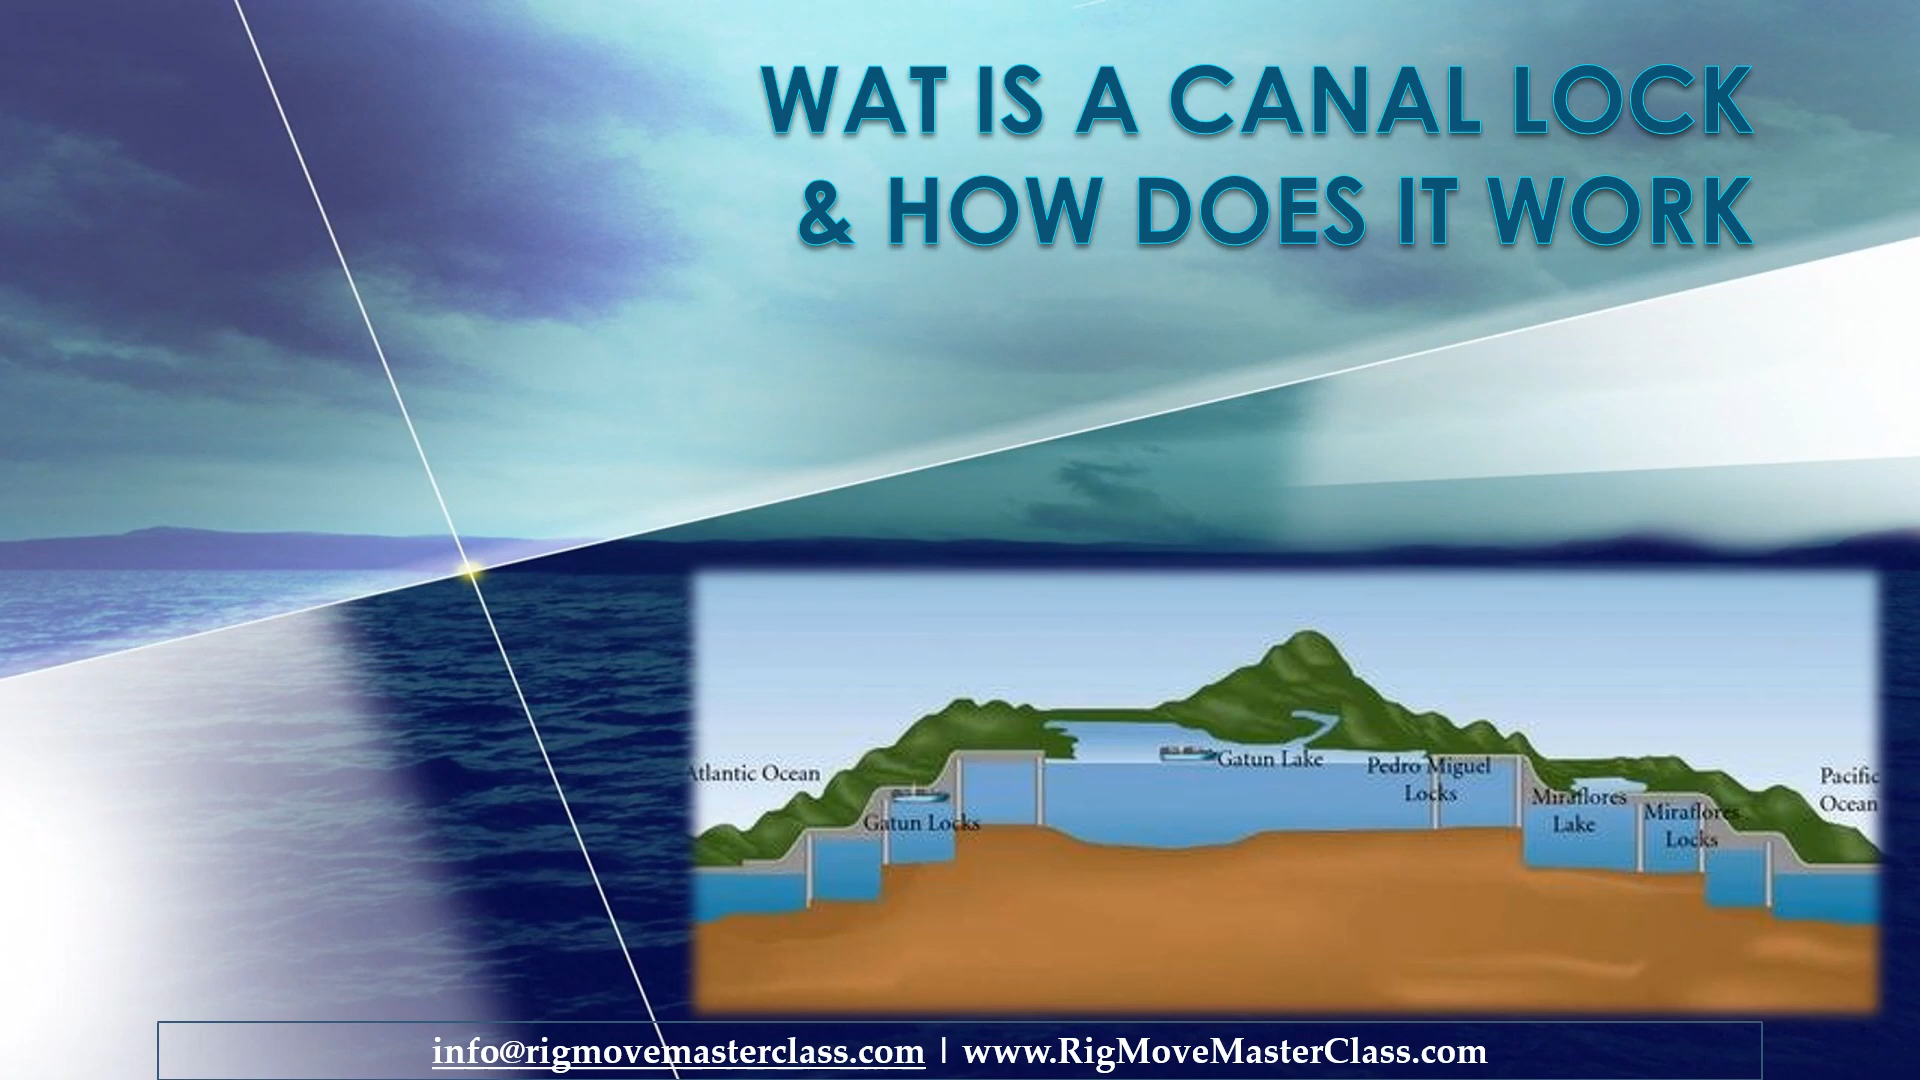 WAT IS A CANAL LOCK
& HOW DOES IT WORK
Atlantic Ocean
Gatun Locks
Gatun Lake
Pedro Miguel
Locks
Miraflores
Lake
Miraflores
Locks
Pacific
Ocean
info@rigmovemasterclass.com | www.RigMoveMasterClass.com